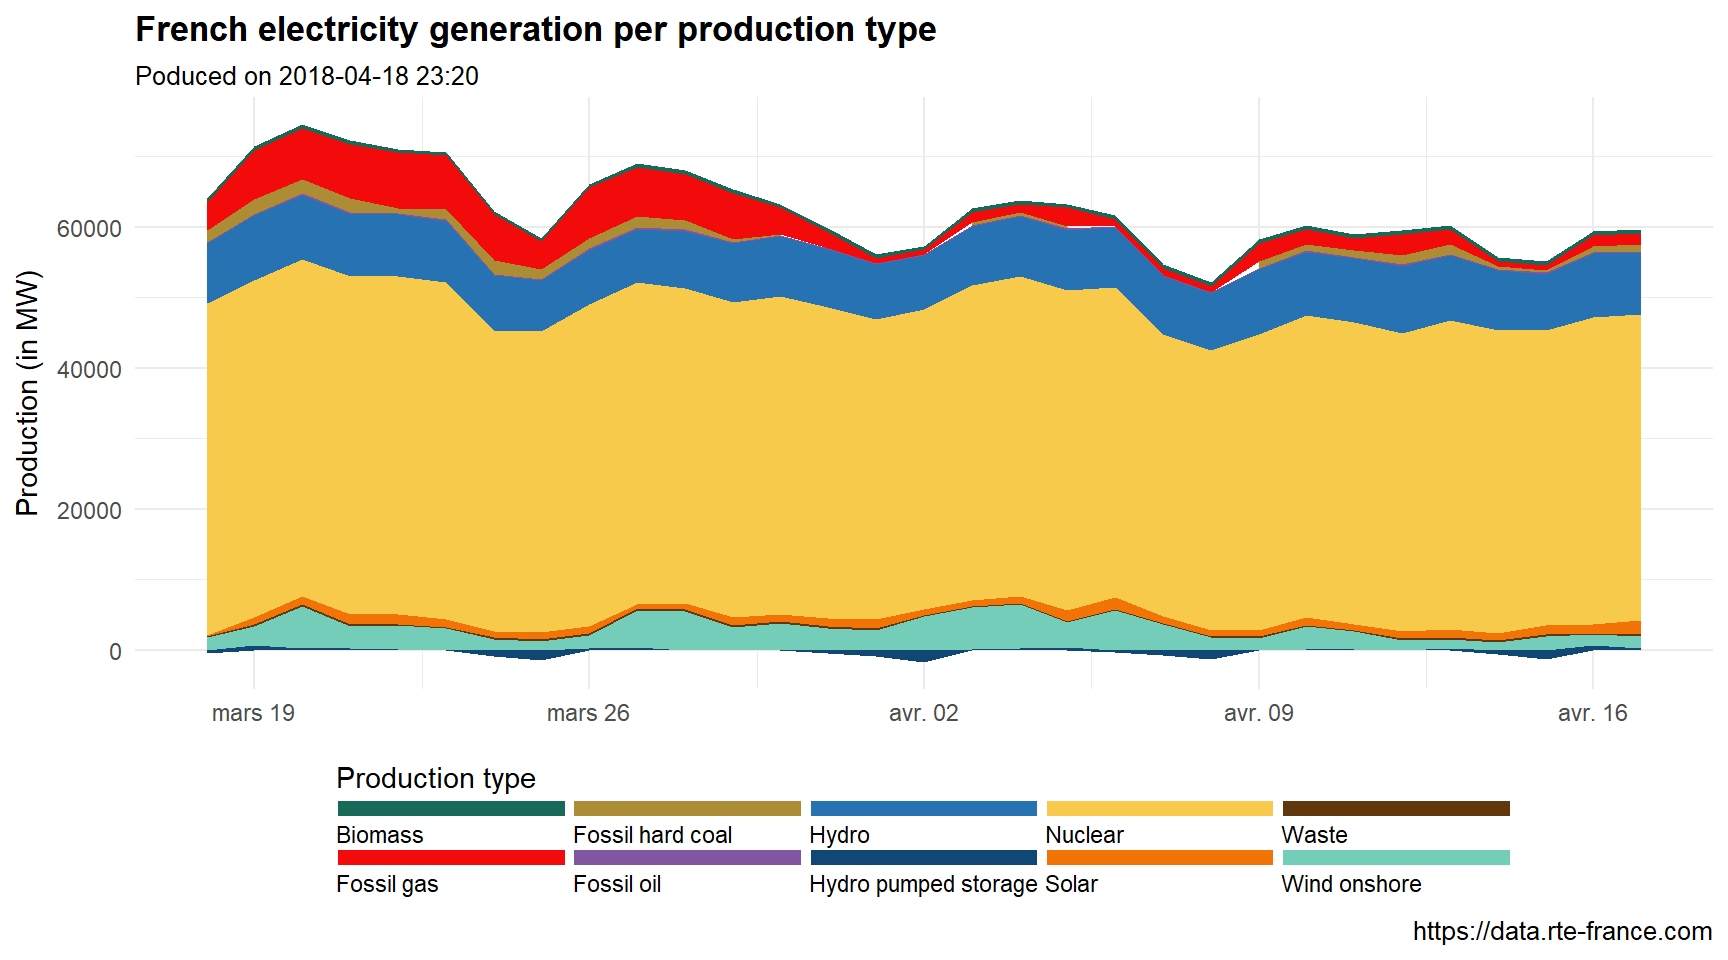 French electricity generation per production type
Poduced on 2018-04-18 23:20
Production (in MW)
60000
40000
20000
0
mars 19 mars 26 avr. 02 avr. 09 avr. 16
Production type
Biomass Fossil hard coal Hydro Nuclear Waste
Fossil gas Fossil oil Hydro pumped storage Solar Wind onshore
https://data.rte-france.com